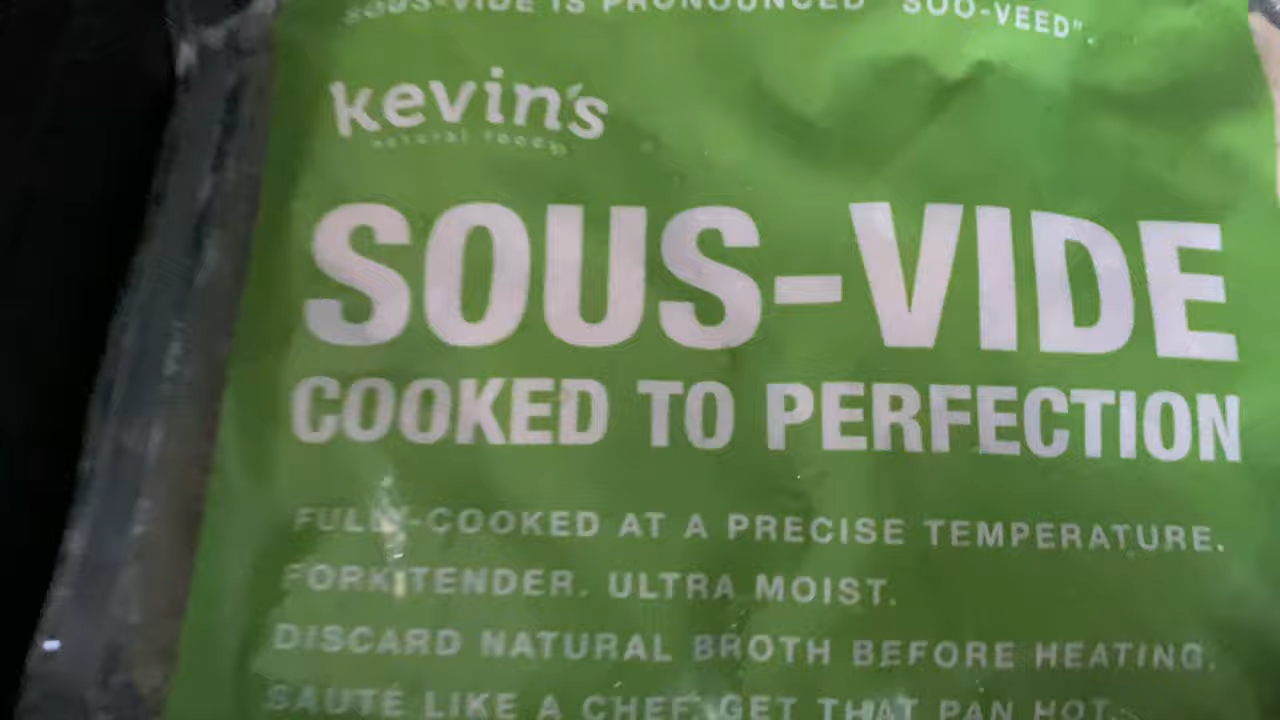 SOUS-VIDE IS PRONOUNCED "SOO-VEED".
kevin's
natural foods
SOUS-VIDE
COOKED TO PERFECTION
FULLY-COOKED AT A PRECISE TEMPERATURE.
FORK TENDER. ULTRA MOIST.
DISCARD NATURAL BROTH BEFORE HEATING.
SAUTÉ LIKE A CHEF. GET THAT PAN HOT.